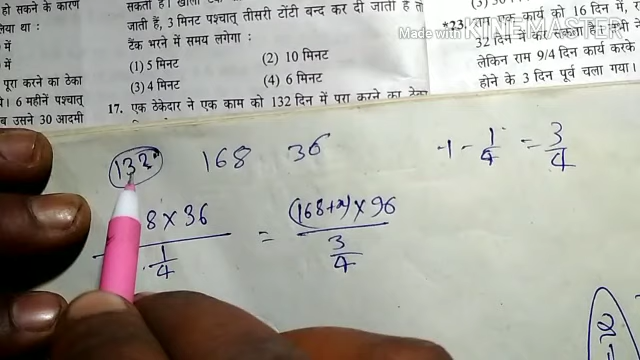 हो सकने के कारण
लिया था :
में
में
पूरा करने का ठेका
। 6 महीनें पश्चात्
उसने 30 आदमी
जाती हैं, 3 मिनट पश्चात् तीसरी टोंटी बन्द कर दी जाती है तो
टैंक भरने में समय लगेगा :
(1) 5 मिनट (2) 10 मिनट
(3) 4 मिनट (4) 6 मिनट
17. एक ठेकेदार ने एक काम को 132 दिन में पूरा करने का ठेका
*23. राम एक कार्य को 16 दिन में,
32 दिन में कर सकता है।
लेकिन राम 9/4 दिन कार्य करके
होने के 3 दिन पूर्व चला गया।
Made with KINEMASTER
132 168 36 1 - 1/4 = 3/4
8 × 36 / 1/4 = (168+x) × 96 / 3/4